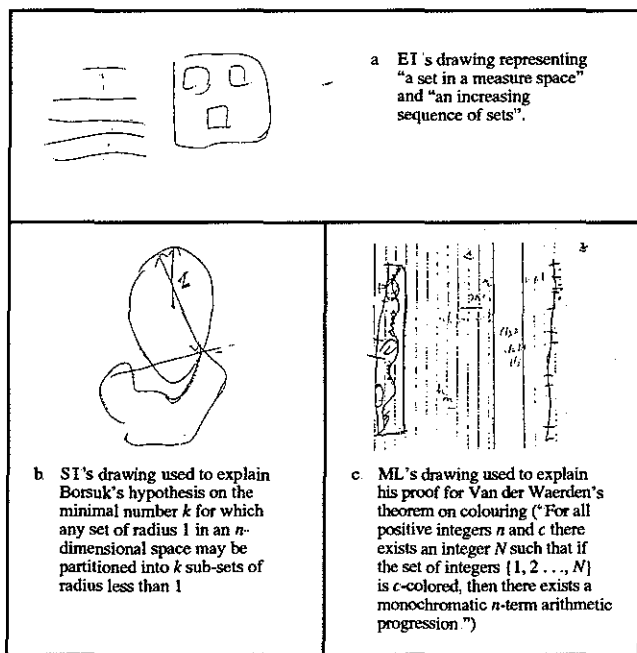 a EI's drawing representing
"a set in a measure space"
and "an increasing
sequence of sets".
1
b. SI's drawing used to explain
Borsuk's hypothesis on the
minimal number k for which
any set of radius 1 in an n-
dimensional space may be
partitioned into k sub-sets of
radius less than 1
c. ML's drawing used to explain
his proof for Van der Waerden's
theorem on colouring ("For all
positive integers n and c there
exists an integer N such that if
the set of integers {1, 2 . . ., N}
is c-colored, then there exists a
monochromatic n-term arithmetic
progression.")